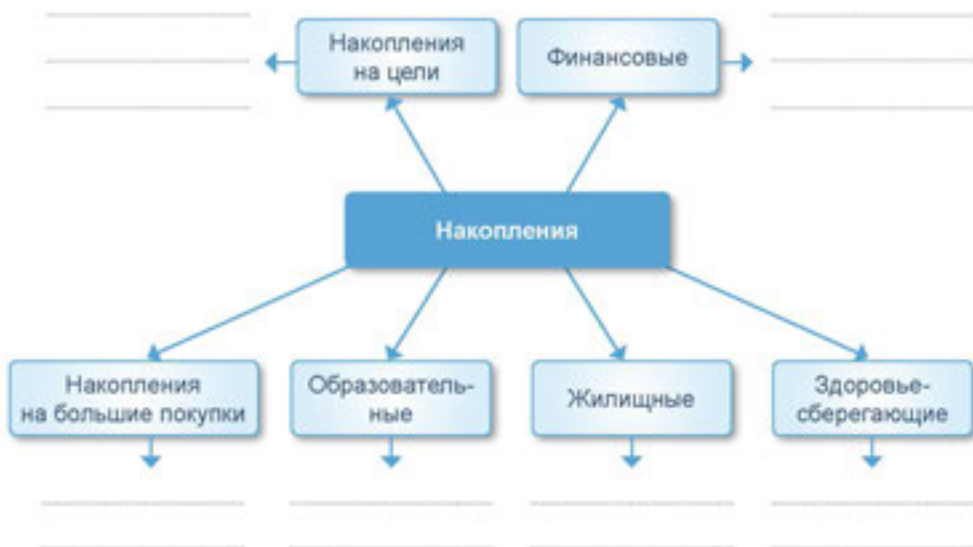 Накопления
на цели
Финансовые
Накопления
Накопления
на большие покупки
Образователь-
ные
Жилищные
Здоровье-
сберегающие